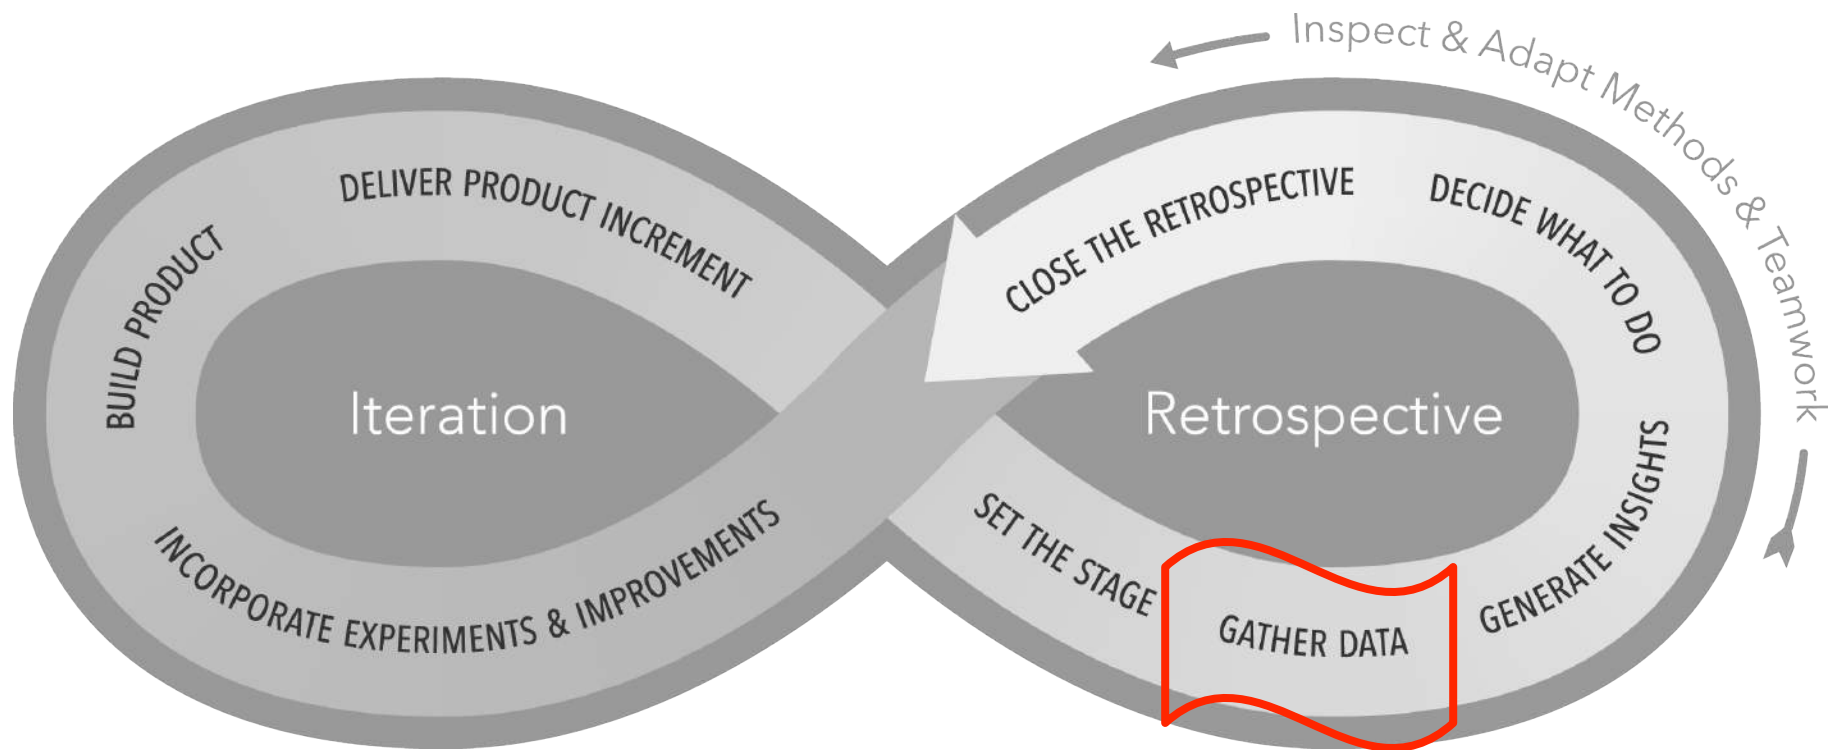 Inspect & Adapt Methods & Teamwork
DELIVER PRODUCT INCREMENT
BUILD PRODUCT
INCORPORATE EXPERIMENTS & IMPROVEMENTS
Iteration
CLOSE THE RETROSPECTIVE
DECIDE WHAT TO DO
Retrospective
SET THE STAGE
GATHER DATA
GENERATE INSIGHTS